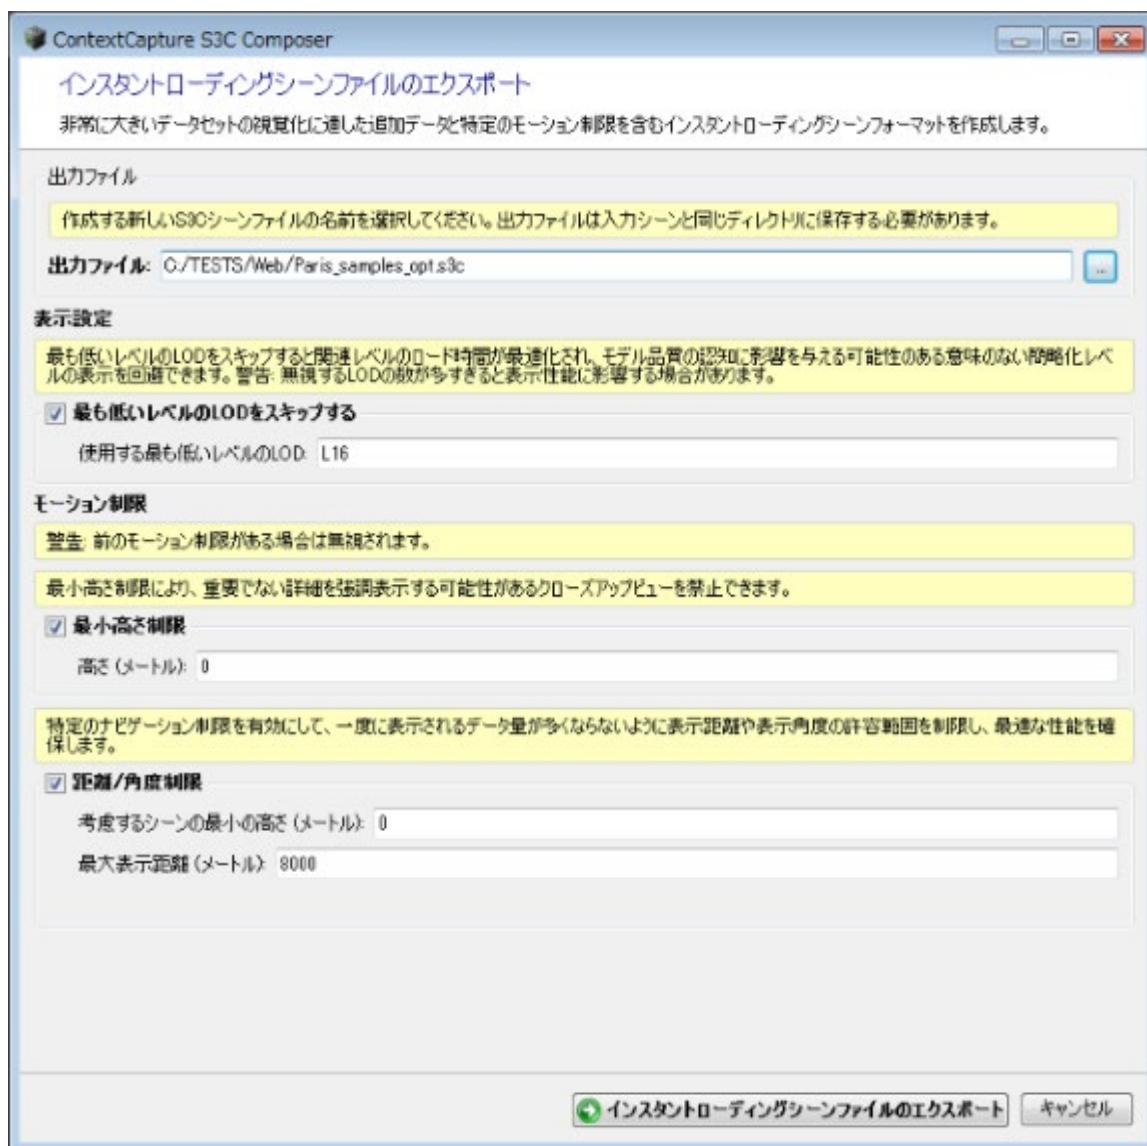 ContextCapture S3C Composer
インスタントローディングシーンファイルのエクスポート
非常に大きいデータセットの視覚化に適した追加データと特定のモーション制限を含むインスタントローディングシーンフォーマットを作成します。
出力ファイル
作成する新しいS3Cシーンファイルの名前を選択してください。出力ファイルは入力シーンと同じディレクトリに保存する必要があります。
出力ファイル: C:/TESTS/Web/Paris_samples_opt.s3c
...
表示設定
最も低いレベルのLODをスキップすると関連レベルのロード時間が最適化され、モデル品質の認知に影響を与える可能性のある意味のない簡略化レベ
ルの表示を回避できます。警告: 無視するLODの数が多すぎると表示性能に影響する場合があります。
最も低いレベルのLODをスキップする
使用する最も低いレベルのLOD: L16
モーション制限
警告: 前のモーション制限がある場合は無視されます。
最小高さ制限により、重要でない詳細を強調表示する可能性があるクローズアップビューを禁止できます。
最小高さ制限
高さ (メートル): 0
特定のナビゲーション制限を有効にして、一度に表示されるデータ量が多くならないように表示距離や表示角度の許容範囲を制限し、最適な性能を確
保します。
距離/角度制限
考慮するシーンの最小の高さ (メートル): 0
最大表示距離 (メートル): 8000
インスタントローディングシーンファイルのエクスポート
キャンセル